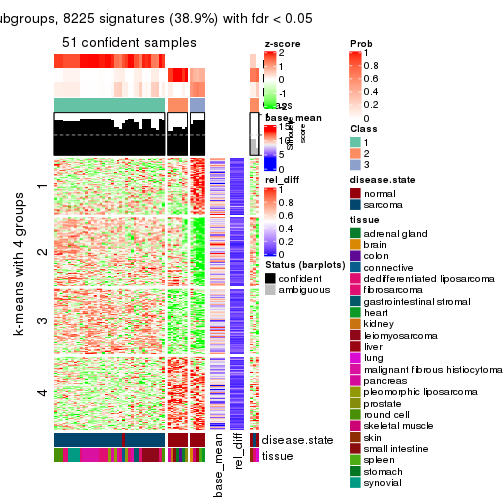 ubgroups, 8225 signatures (38.9%) with fdr < 0.05
51 confident samples
k-means with 4 groups
1
2
3
4
base_mean
rel_diff
disease.state
tissue
z-score
2
1
0
-1
-2
base_mean
15
10
5
0
rel_diff
1
0.8
0.6
0.4
0.2
0
Status (barplots)
confident
ambiguous
score
Prob
1
0.8
0.6
0.4
0.2
0
Class
1
2
3
disease.state
normal
sarcoma
tissue
adrenal gland
brain
colon
connective
dedifferentiated liposarcoma
fibrosarcoma
gastrointestinal stromal
heart
kidney
leiomyosarcoma
liver
lung
malignant fibrous histiocytoma
pancreas
pleomorphic liposarcoma
prostate
round cell
skeletal muscle
skin
small intestine
spleen
stomach
synovial